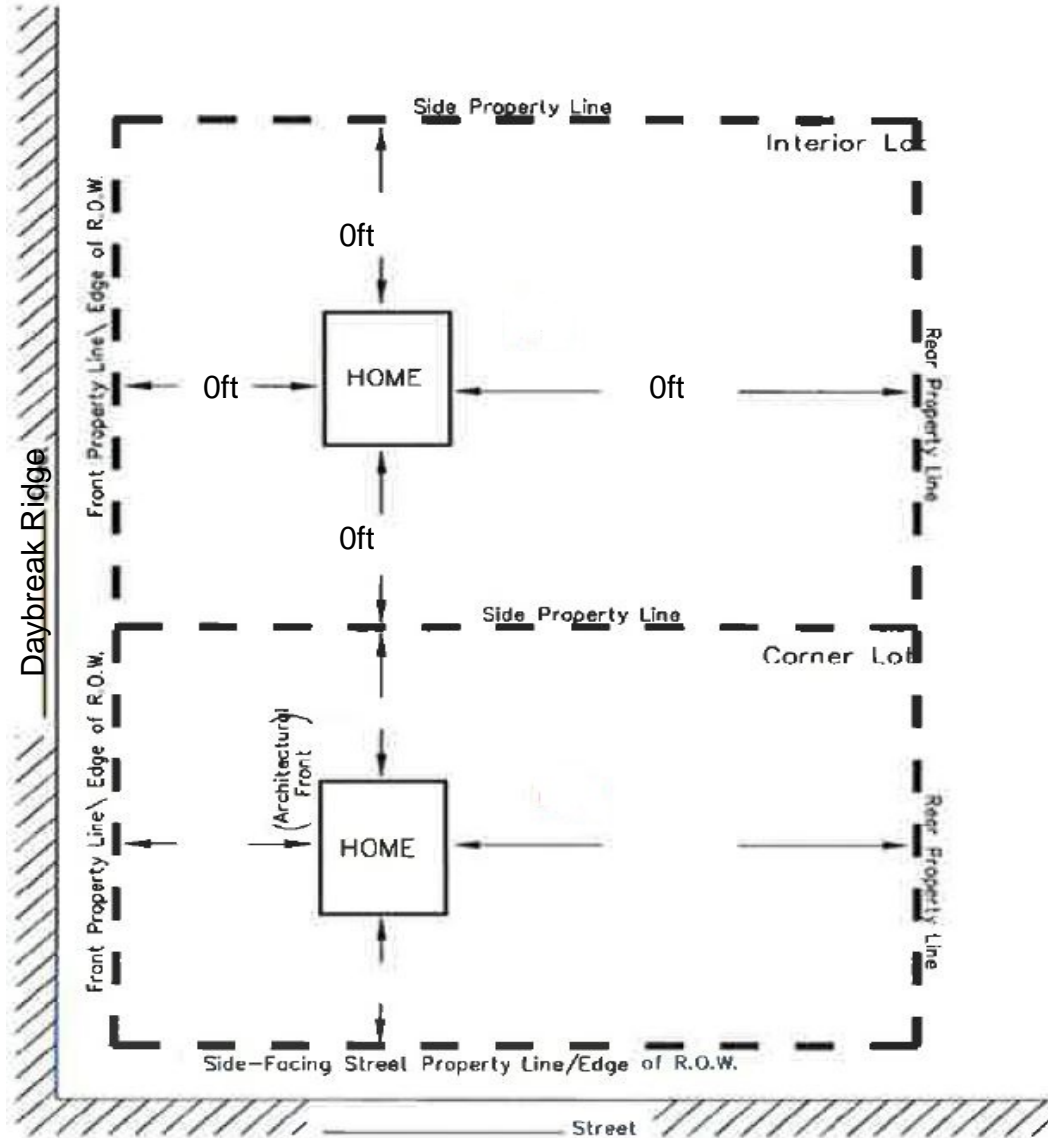 Side Property Line
Interior Lot
Front Property Line\ Edge of R.O.W.
0ft
HOME
0ft
0ft
Rear Property Line
Daybreak Ridge
0ft
Side Property Line
Corner Lot
Front Property Line\ Edge of R.O.W.
(Architectural
Front )
HOME
Rear Property Line
Side-Facing Street Property Line/Edge of R.O.W.
Street